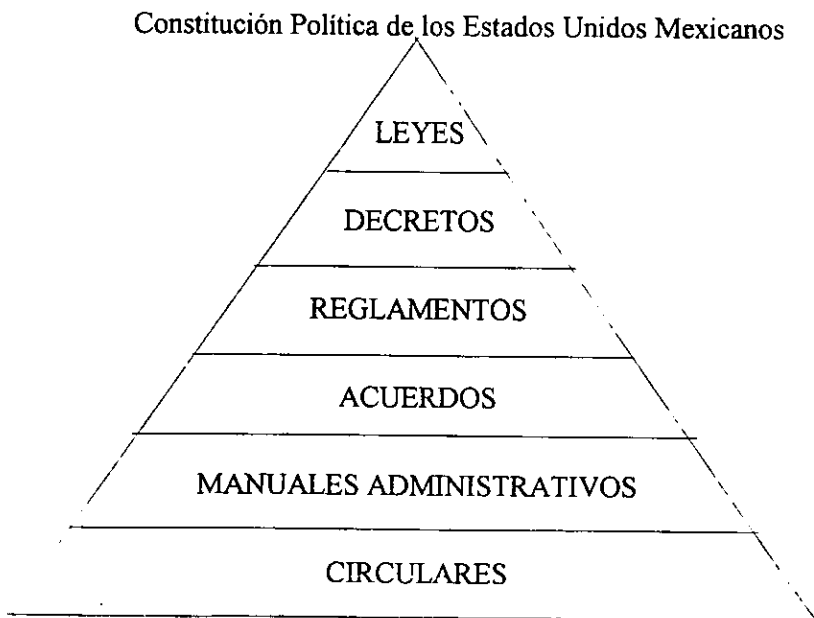 Constitución Política de los Estados Unidos Mexicanos
LEYES
DECRETOS
REGLAMENTOS
ACUERDOS
MANUALES ADMINISTRATIVOS
CIRCULARES